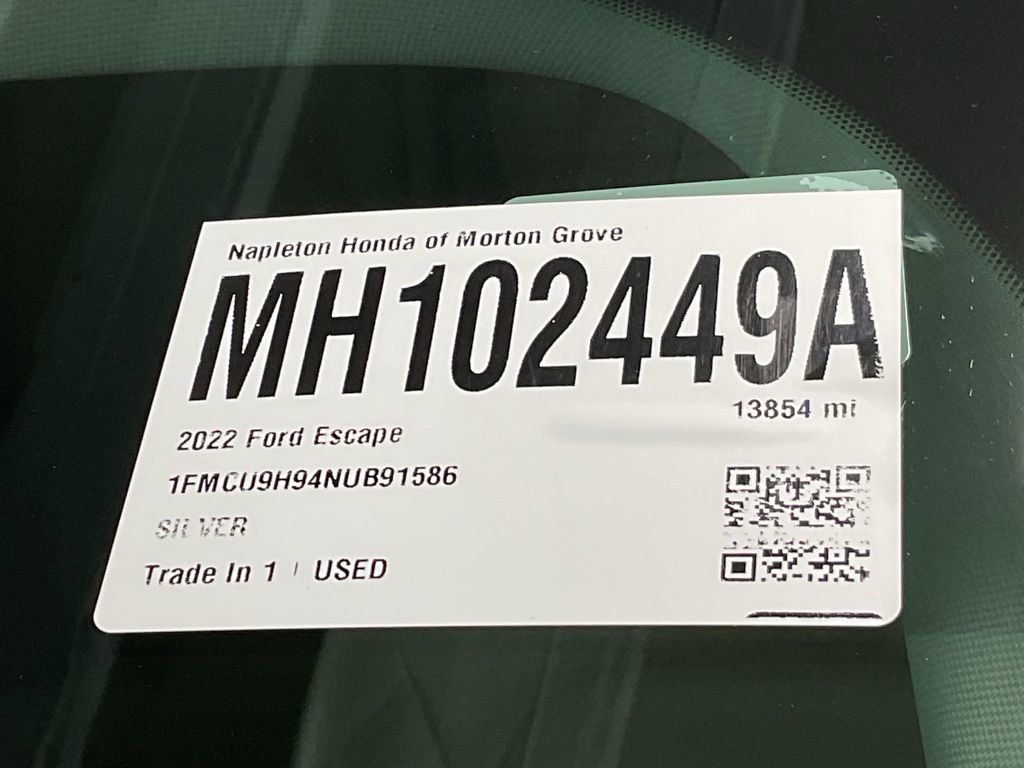 Napleton Honda of Morton Grove
MH102449A
13854 mi
2022 Ford Escape
1FMCU9H94NUB91586
SILVER
Trade In 1 | USED